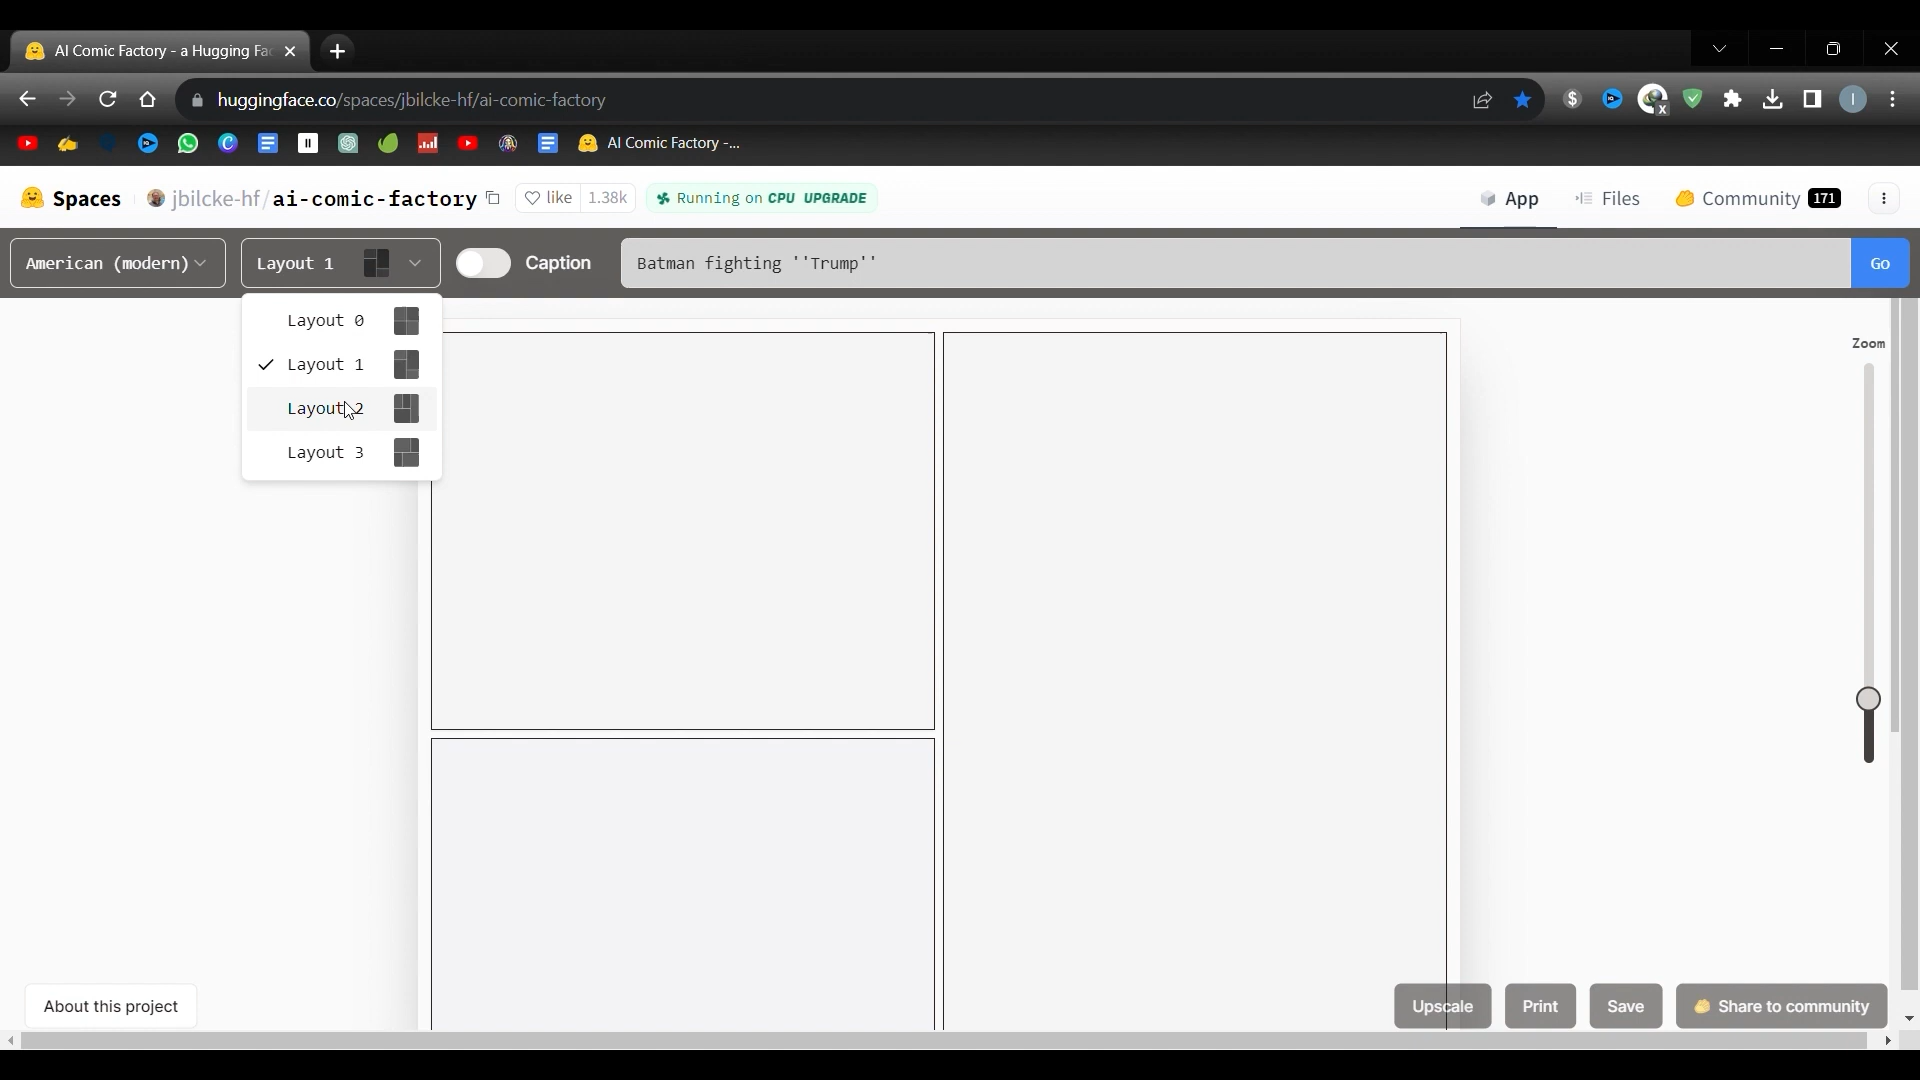 AI Comic Factory - a Hugging Fac
huggingface.co/spaces/jbilcke-hf/ai-comic-factory
AI Comic Factory -...
Spaces jbilcke-hf/ai-comic-factory like 1.38k Running on CPU UPGRADE App Files Community 171
American (modern) Layout 1 Caption Batman fighting ''Trump'' Go
Layout 0
Layout 1
Layout 2
Layout 3
Zoom
About this project Upscale Print Save Share to community